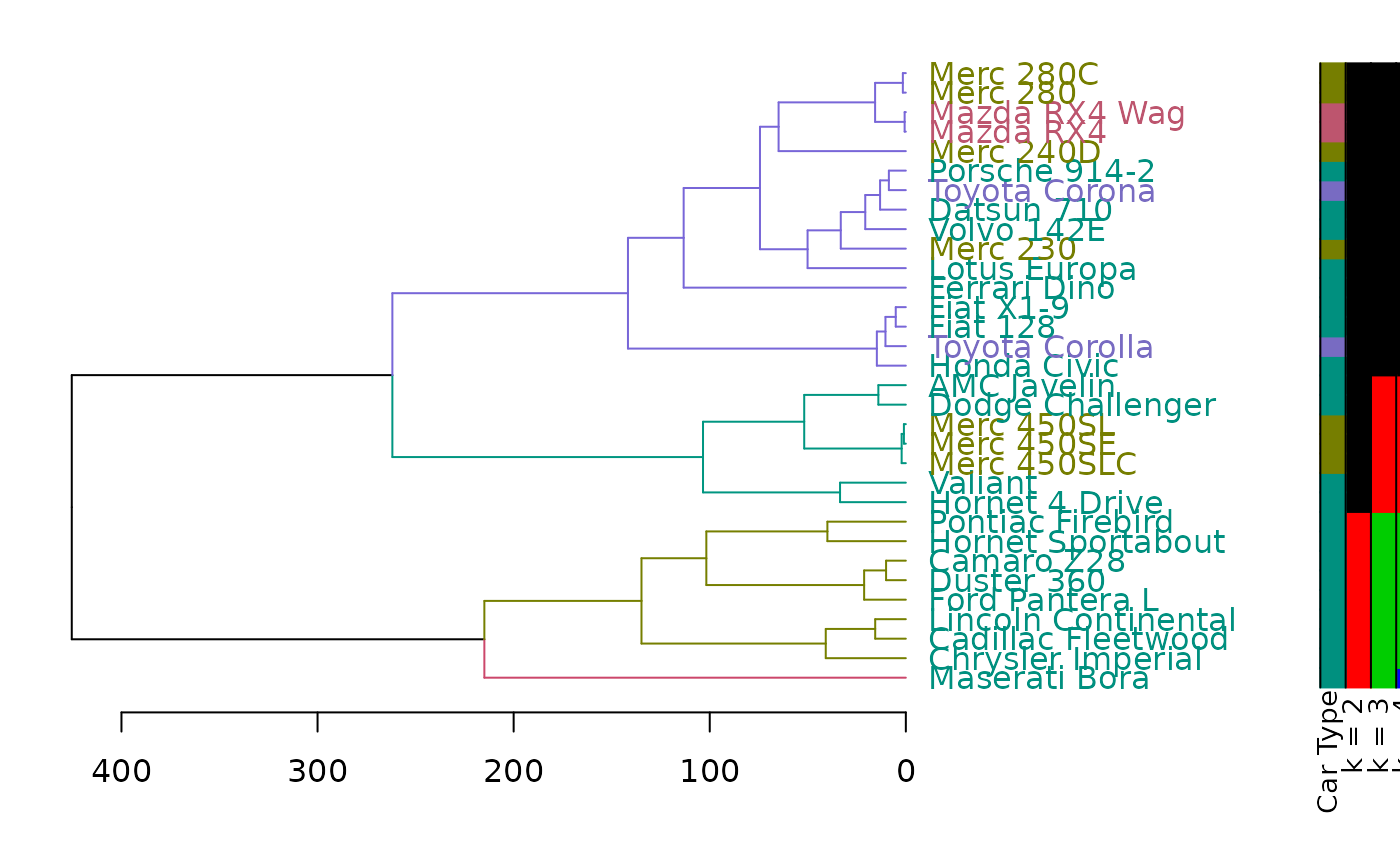 Merc 280C
Merc 280
Mazda RX4 Wag
Mazda RX4
Merc 240D
Porsche 914-2
Toyota Corona
Datsun 710
Volvo 142E
Merc 230
Lotus Europa
Ferrari Dino
Fiat X1-9
Fiat 128
Toyota Corolla
Honda Civic
AMC Javelin
Dodge Challenger
Merc 450SL
Merc 450SE
Merc 450SLC
Valiant
Hornet 4 Drive
Pontiac Firebird
Hornet Sportabout
Camaro Z28
Duster 360
Ford Pantera L
Lincoln Continental
Cadillac Fleetwood
Chrysler Imperial
Maserati Bora
400 300 200 100 0
Car Type
k = 2
k = 3